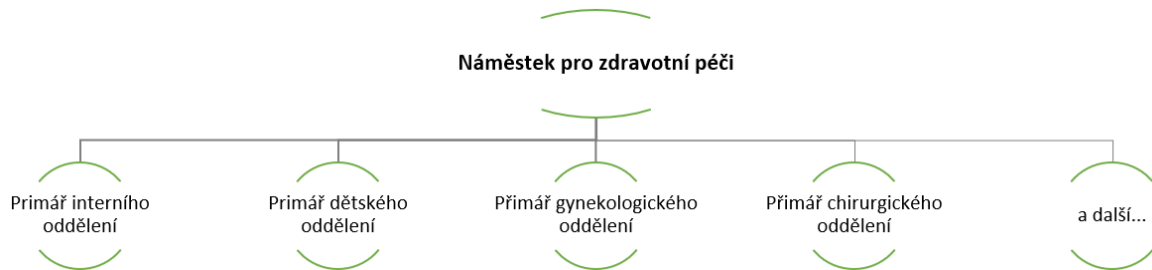 Náměstek pro zdravotní péči
Primář interního
oddělení
Primář dětského
oddělení
Přimář gynekologického
oddělení
Přimář chirurgického
oddělení
a další...